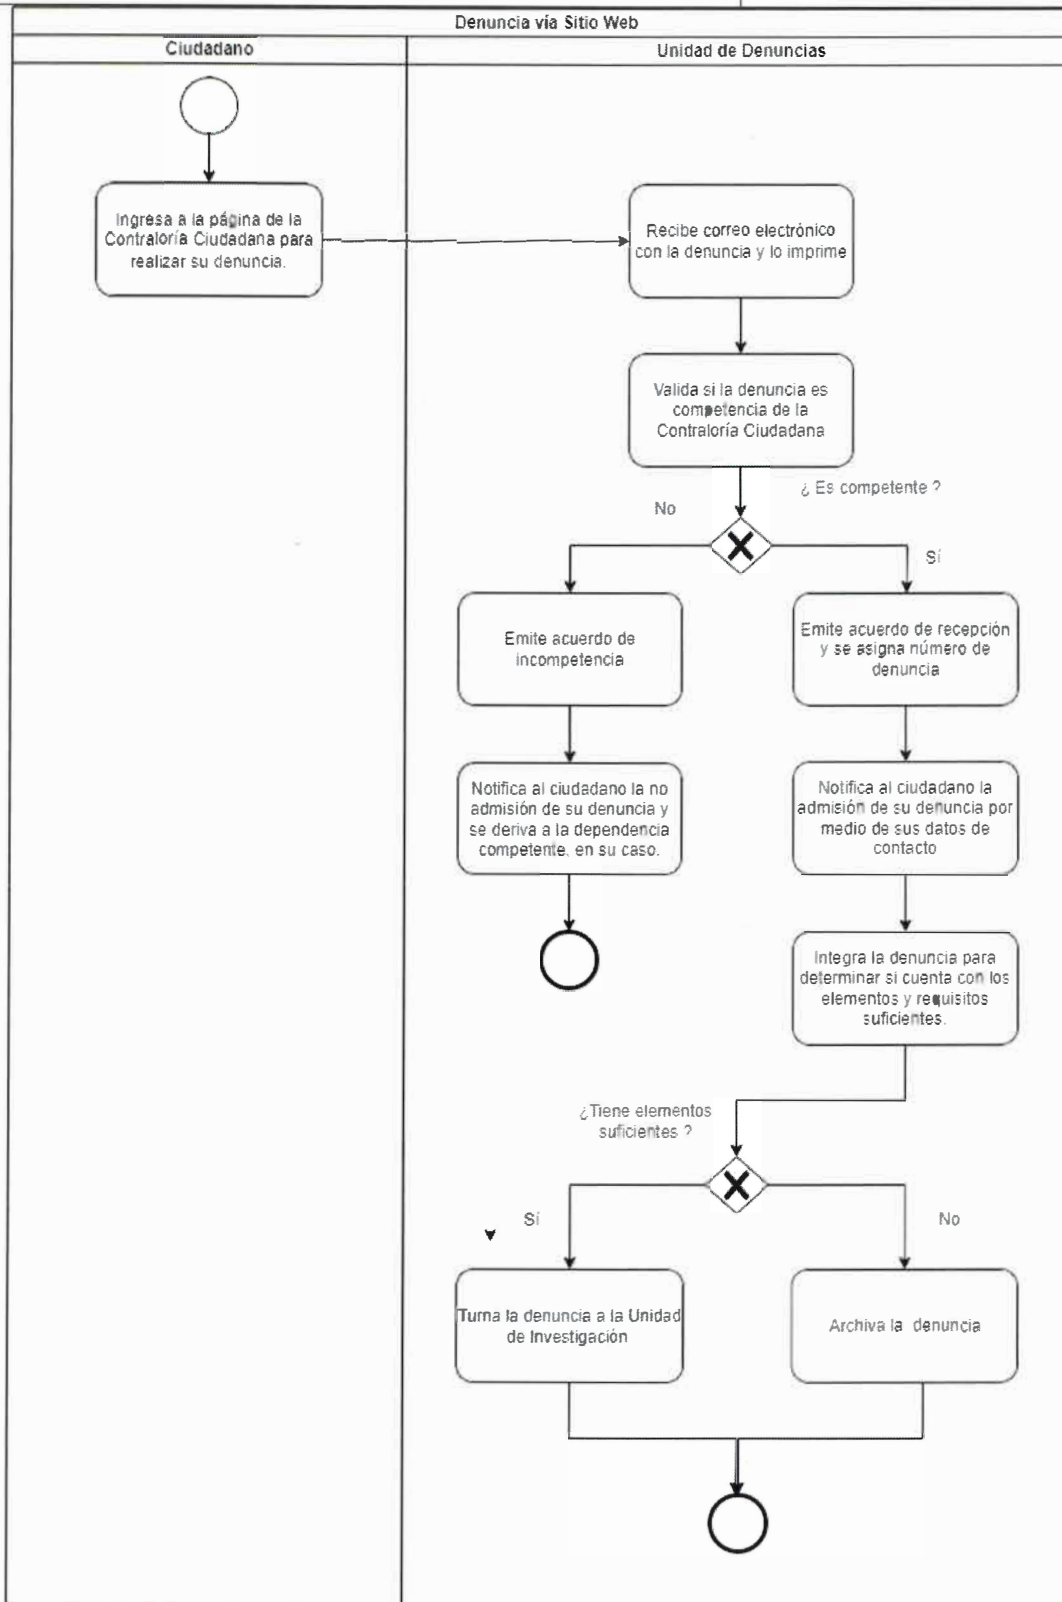 Denuncia vía Sitio Web
Ciudadano
Unidad de Denuncias
Ingresa a la página de la
Contraloría Ciudadana para
realizar su denuncia.
Recibe correo electrónico
con la denuncia y lo imprime
Valida si la denuncia es
competencia de la
Contraloría Ciudadana
¿ Es competente ?
No
Sí
Emite acuerdo de
incompetencia
Emite acuerdo de recepción
y se asigna número de
denuncia
Notifica al ciudadano la no
admisión de su denuncia y
se deriva a la dependencia
competente, en su caso.
Notifica al ciudadano la
admisión de su denuncia por
medio de sus datos de
contacto
Integra la denuncia para
determinar si cuenta con los
elementos y requisitos
suficientes.
¿Tiene elementos
suficientes ?
Sí
No
Turna la denuncia a la Unidad
de Investigación
Archiva la denuncia